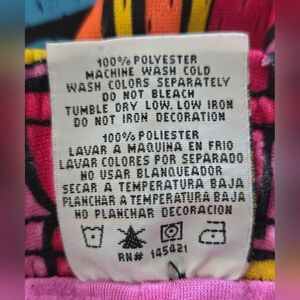 100% POLYESTER
MACHINE WASH COLD
WASH COLORS SEPARATELY
DO NOT BLEACH
TUMBLE DRY LOW. LOW IRON
DO NOT IRON DECORATION
100% POLIESTER
LAVAR A MAQUINA EN FRIO
LAVAR COLORES POR SEPARADO
NO USAR BLANQUEADOR
SECAR A TEMPERATURA BAJA
PLANCHAR A TEMPERATURA BAJA
NO PLANCHAR DECORACION
RN# 145421